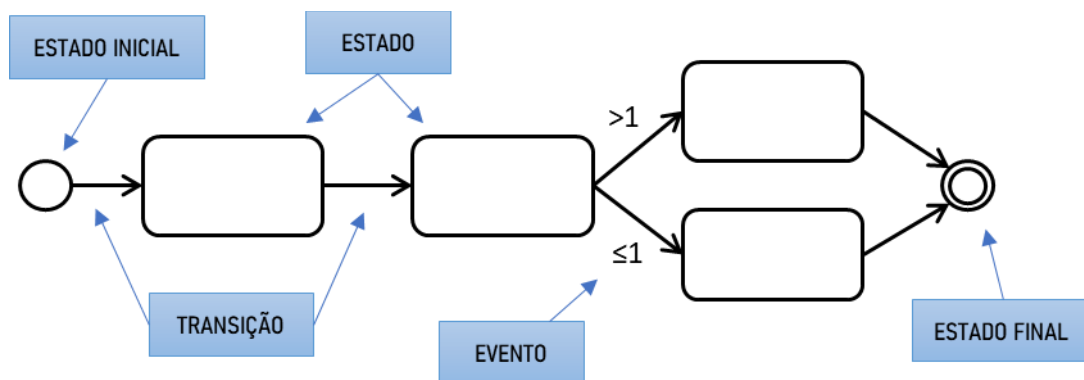 ESTADO INICIAL
ESTADO
>1
≤1
TRANSIÇÃO
EVENTO
ESTADO FINAL